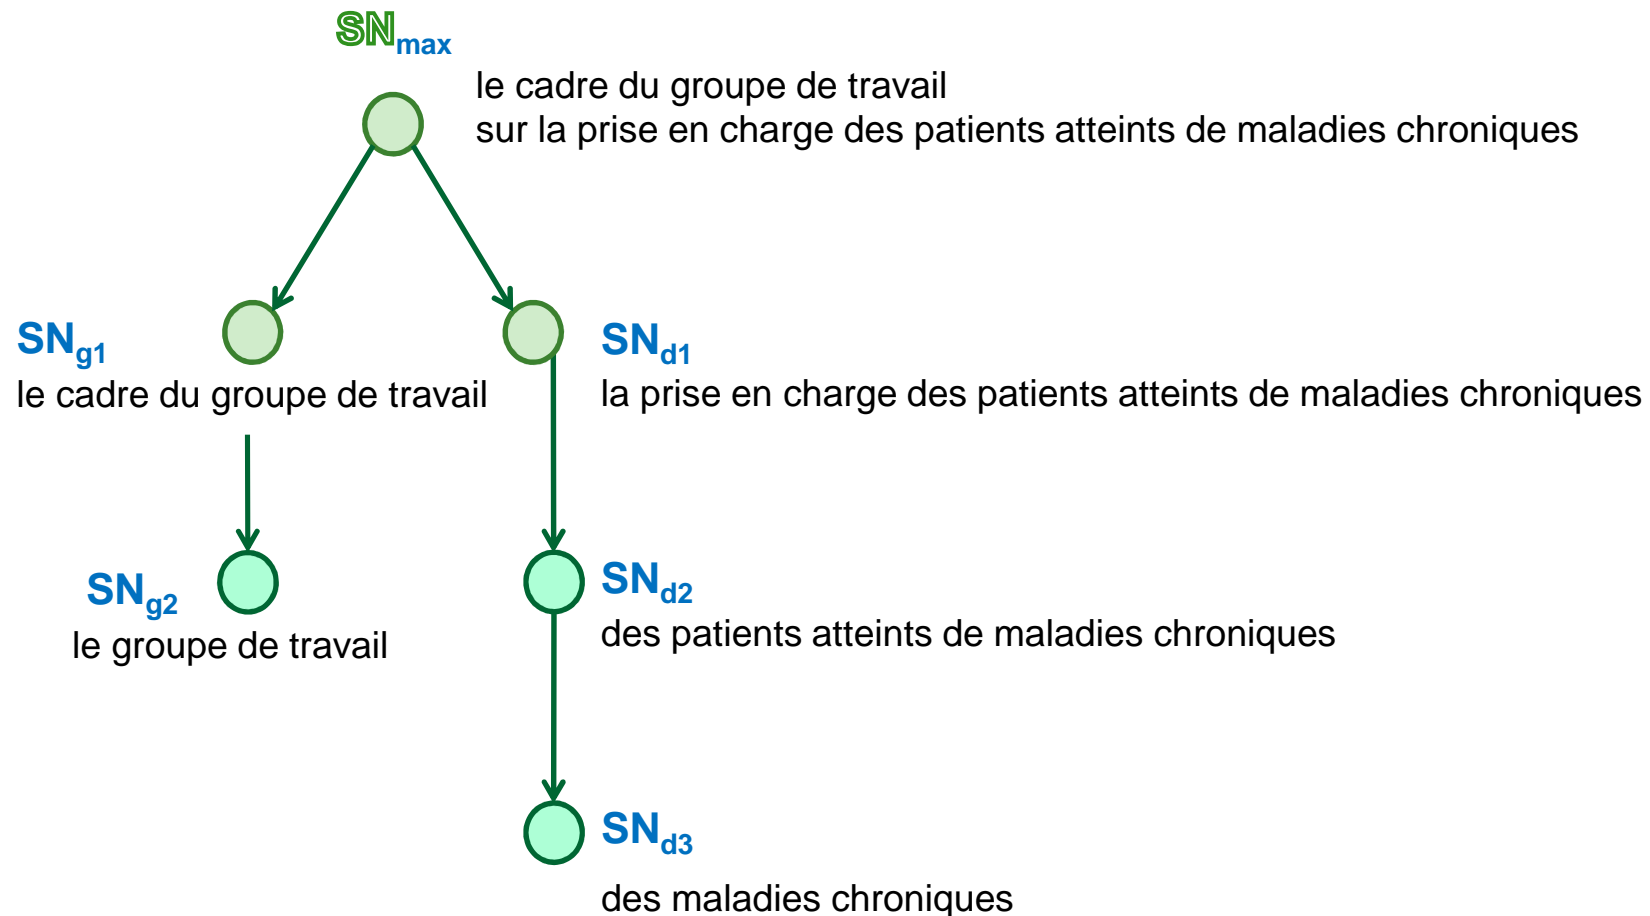 SNmax
le cadre du groupe de travail
sur la prise en charge des patients atteints de maladies chroniques
SNg1
le cadre du groupe de travail
SNd1
la prise en charge des patients atteints de maladies chroniques
SNg2
le groupe de travail
SNd2
des patients atteints de maladies chroniques
SNd3
des maladies chroniques